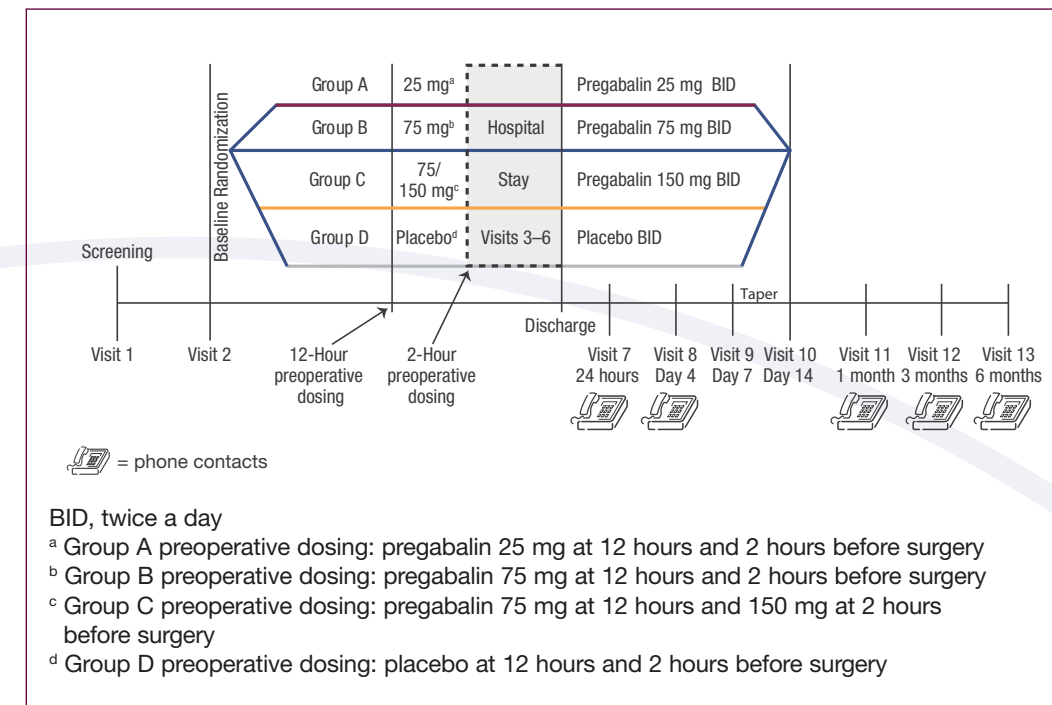 Baseline Randomization
Group A 25 mgᵃ Pregabalin 25 mg BID
Group B 75 mgᵇ Hospital Pregabalin 75 mg BID
Group C 75/
150 mgᶜ Stay Pregabalin 150 mg BID
Group D Placeboᵈ Visits 3–6 Placebo BID
Screening
Taper
Discharge
Visit 1
Visit 2
12-Hour
preoperative
dosing
2-Hour
preoperative
dosing
Visit 7
24 hours
Visit 8
Day 4
Visit 9
Day 7
Visit 10
Day 14
Visit 11
1 month
Visit 12
3 months
Visit 13
6 months
= phone contacts
BID, twice a day
ᵃ Group A preoperative dosing: pregabalin 25 mg at 12 hours and 2 hours before surgery
ᵇ Group B preoperative dosing: pregabalin 75 mg at 12 hours and 2 hours before surgery
ᶜ Group C preoperative dosing: pregabalin 75 mg at 12 hours and 150 mg at 2 hours
before surgery
ᵈ Group D preoperative dosing: placebo at 12 hours and 2 hours before surgery